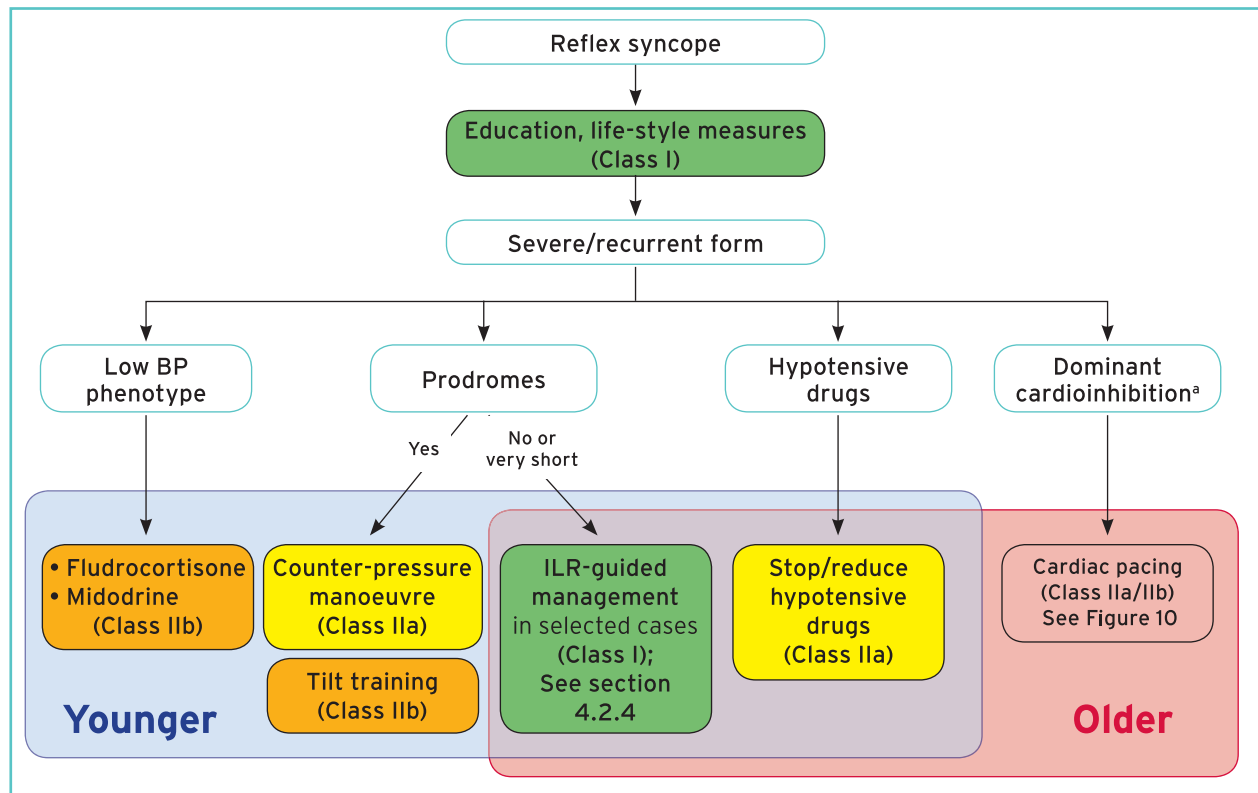 Reflex syncope
Education, life-style measures
(Class I)
Severe/recurrent form
Low BP
phenotype
Prodromes
Hypotensive
drugs
Dominant
cardioinhibitionᵃ
Yes
No or
very short
• Fludrocortisone
• Midodrine
(Class IIb)
Counter-pressure
manoeuvre
(Class IIa)
Tilt training
(Class IIb)
ILR-guided
management
in selected cases
(Class I);
See section
4.2.4
Stop/reduce
hypotensive
drugs
(Class IIa)
Cardiac pacing
(Class IIa/IIb)
See Figure 10
Younger
Older